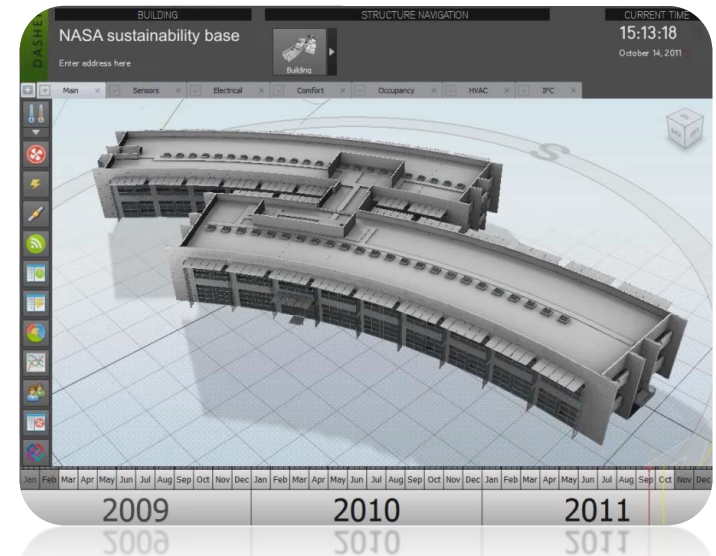 DASHE
BUILDING
STRUCTURE NAVIGATION
CURRENT TIME
NASA sustainability base
Enter address here
Building
15:13:18
October 14, 2011
Main
Sensors
Electrical
Comfort
Occupancy
HVAC
IFC
S
Jan Feb Mar Apr May Jun Jul Aug Sep Oct Nov Dec Jan Feb Mar Apr May Jun Jul Aug Sep Oct Nov Dec Jan Feb Mar Apr May Jun Jul Aug Sep Oct Nov Dec
2009 2010 2011